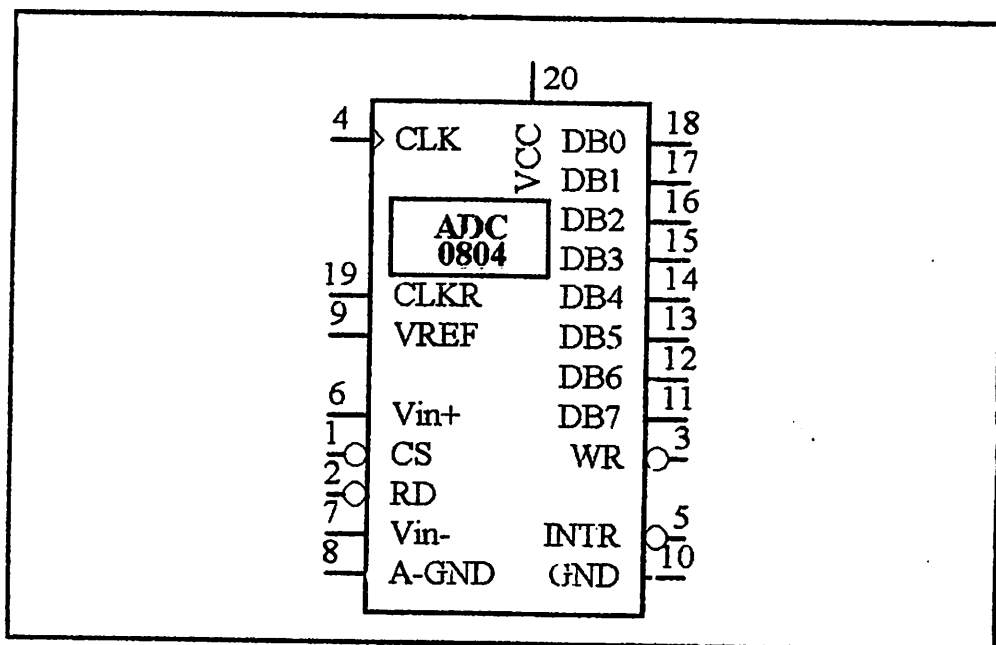 20
4 CLK VCC DB0 18
DB1 17
ADC DB2 16
0804 DB3 15
19 CLKR DB4 14
9 VREF DB5 13
DB6 12
6 Vin+ DB7 11
1 CS WR 3
2 RD
7 Vin- INTR 5
8 A-GND GND 10